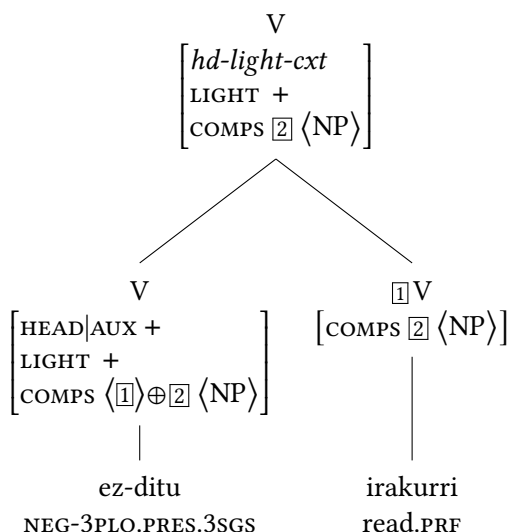 V
hd-light-cxt
LIGHT +
COMPS 2 ⟨NP⟩
V
HEAD|AUX +
LIGHT +
COMPS ⟨1⟩⊕2 ⟨NP⟩
1V
[COMPS 2 ⟨NP⟩]
ez-ditu
NEG-3PLO.PRES.3SGS
irakurri
read.PRF